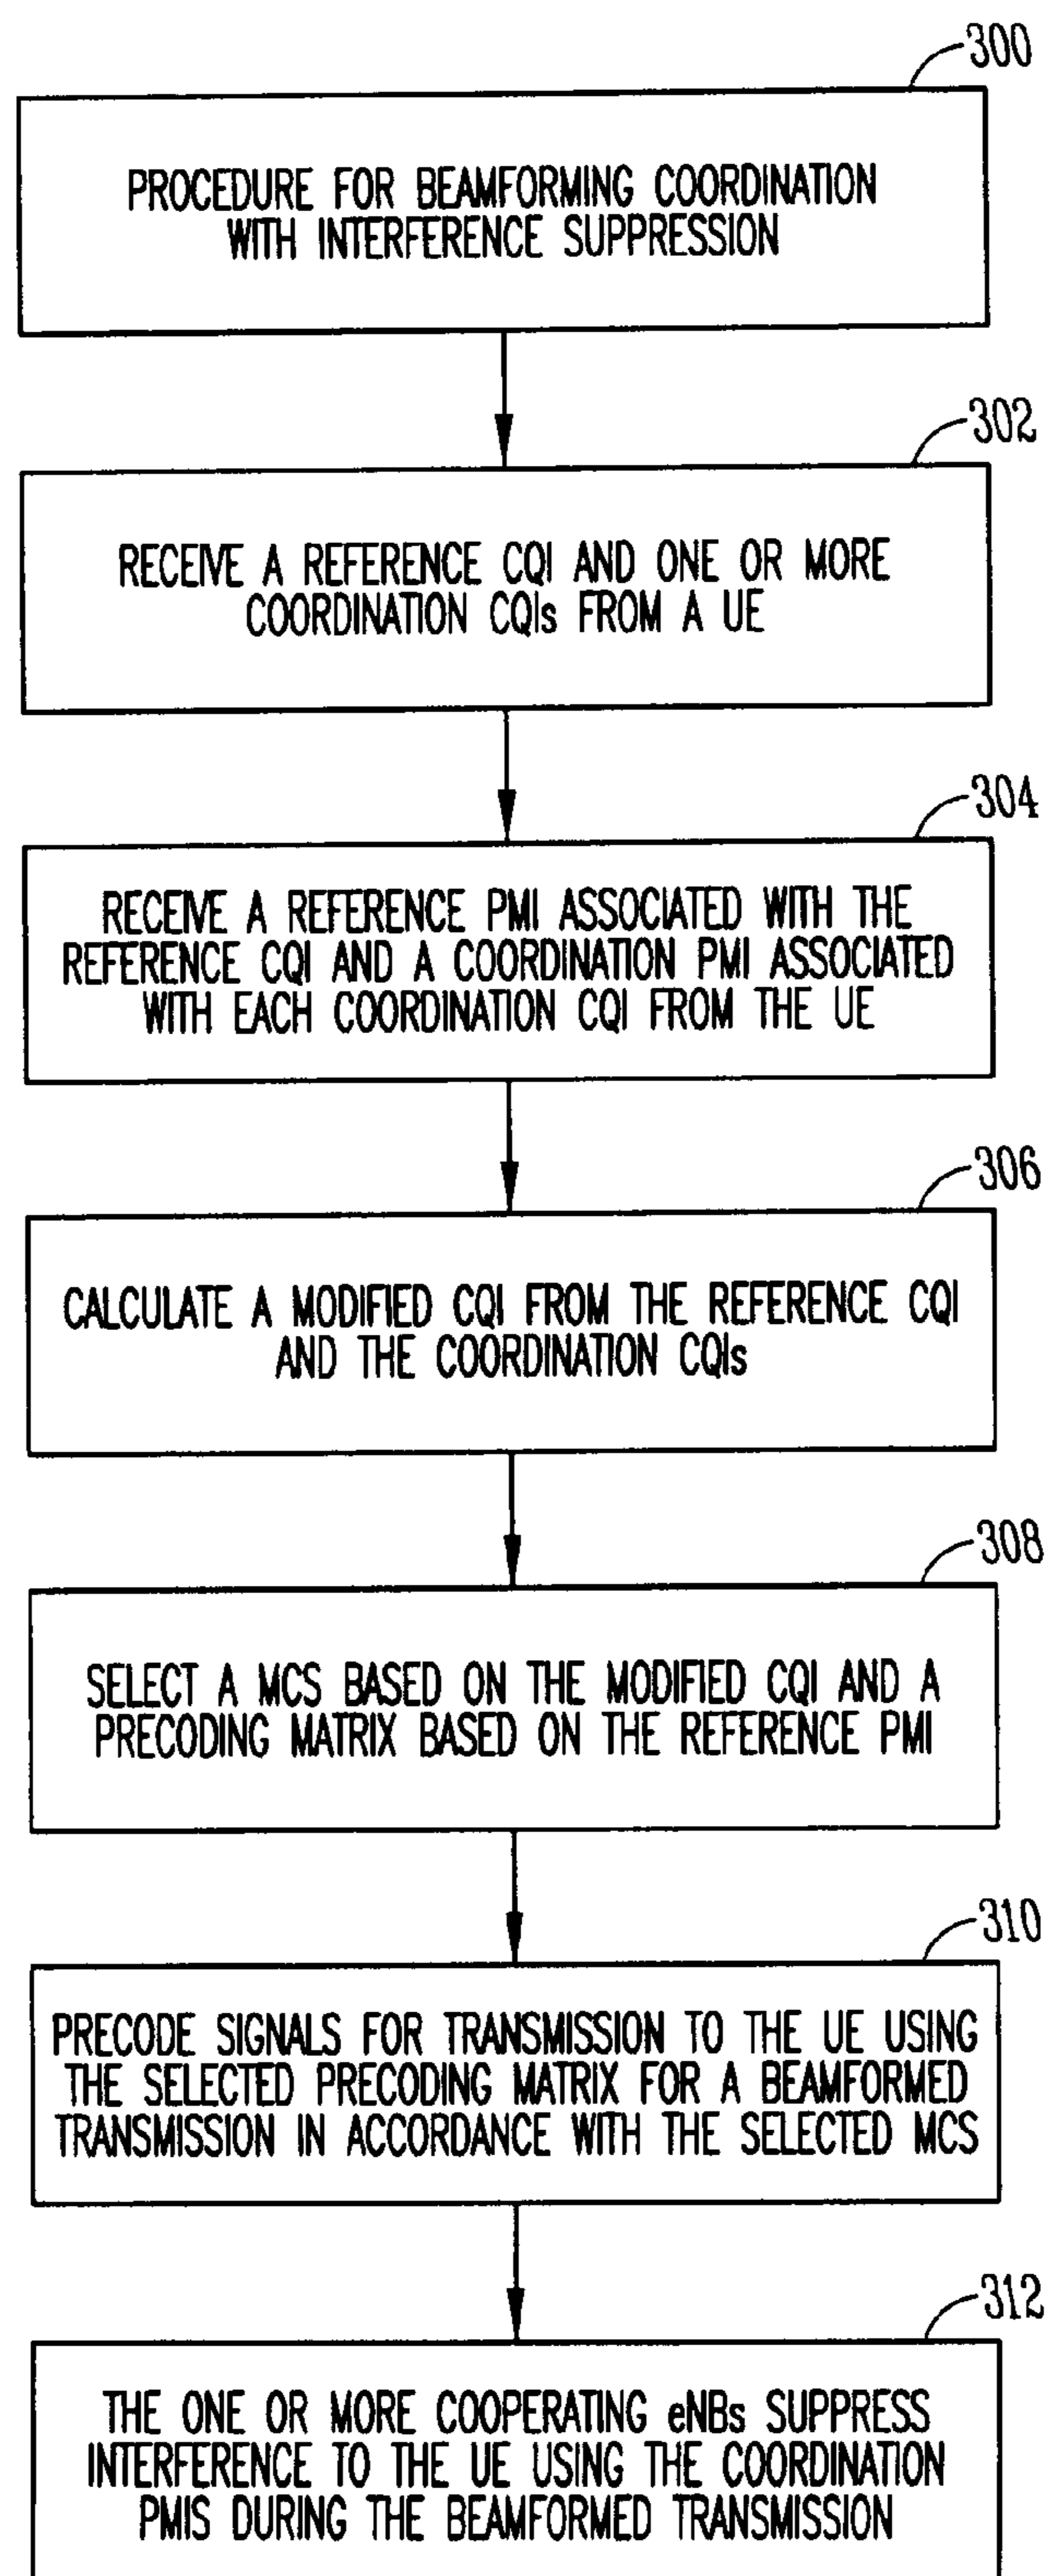 300
PROCEDURE FOR BEAMFORMING COORDINATION
WITH INTERFERENCE SUPPRESSION
302
RECEIVE A REFERENCE CQI AND ONE OR MORE
COORDINATION CQIs FROM A UE
304
RECEIVE A REFERENCE PMI ASSOCIATED WITH THE
REFERENCE CQI AND A COORDINATION PMI ASSOCIATED
WITH EACH COORDINATION CQI FROM THE UE
306
CALCULATE A MODIFIED CQI FROM THE REFERENCE CQI
AND THE COORDINATION CQIs
308
SELECT A MCS BASED ON THE MODIFIED CQI AND A
PRECODING MATRIX BASED ON THE REFERENCE PMI
310
PRECODE SIGNALS FOR TRANSMISSION TO THE UE USING
THE SELECTED PRECODING MATRIX FOR A BEAMFORMED
TRANSMISSION IN ACCORDANCE WITH THE SELECTED MCS
312
THE ONE OR MORE COOPERATING eNBs SUPPRESS
INTERFERENCE TO THE UE USING THE COORDINATION
PMIS DURING THE BEAMFORMED TRANSMISSION